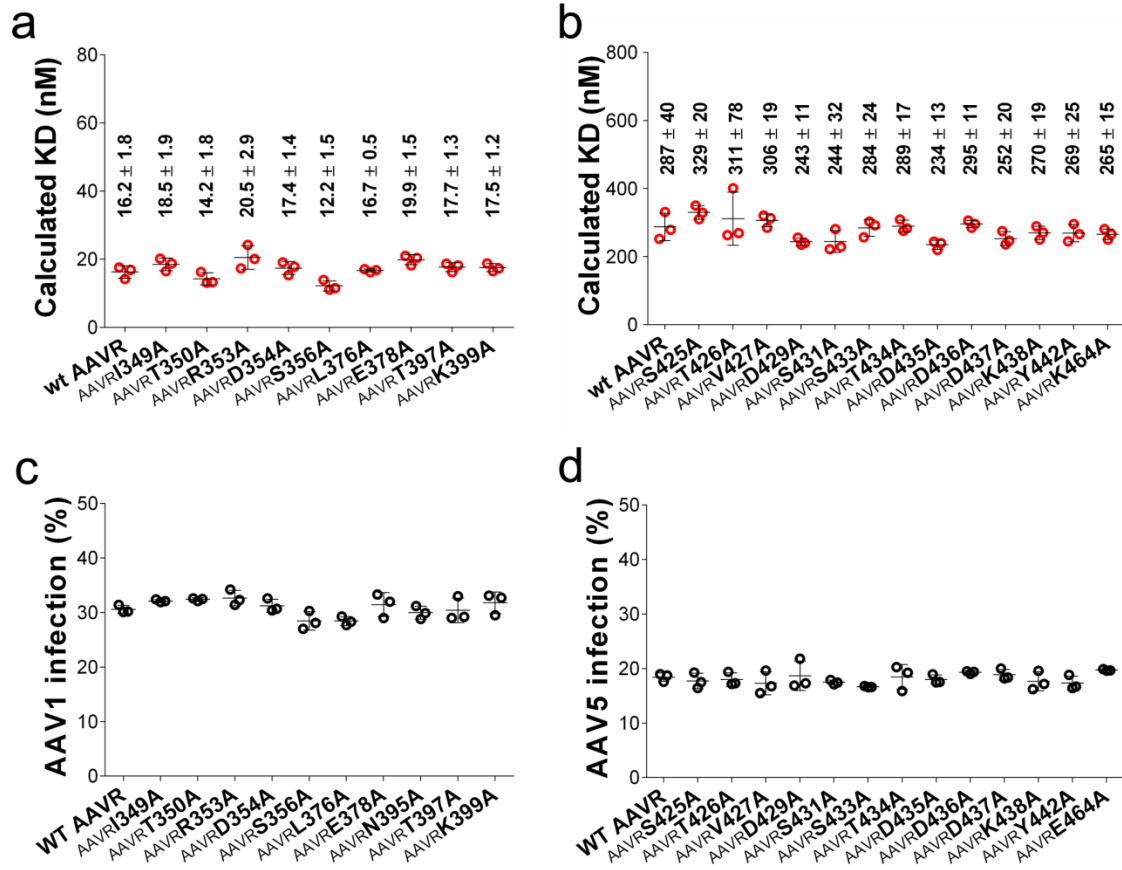 a
Calculated KD (nM)
80
60
40
20
0
16.2 ± 1.8
18.5 ± 1.9
14.2 ± 1.8
20.5 ± 2.9
17.4 ± 1.4
12.2 ± 1.5
16.7 ± 0.5
19.9 ± 1.5
17.7 ± 1.3
17.5 ± 1.2
wt AAVR
AAVRI349A
AAVRT350A
AAVRR353A
AAVRD354A
AAVRS356A
AAVRL376A
AAVRE378A
AAVRT397A
AAVRK399A
b
Calculated KD (nM)
800
600
400
200
0
287 ± 40
329 ± 20
311 ± 78
306 ± 19
243 ± 11
244 ± 32
284 ± 24
289 ± 17
234 ± 13
295 ± 11
252 ± 20
270 ± 19
269 ± 25
265 ± 15
wt AAVR
AAVRS425A
AAVRT426A
AAVRV427A
AAVRD429A
AAVRS431A
AAVRS433A
AAVRT434A
AAVRD435A
AAVRD436A
AAVRD437A
AAVRK438A
AAVRY442A
AAVRK464A
c
AAV1 infection (%)
50
40
30
20
10
0
WT AAVR
AAVRI349A
AAVRT350A
AAVRR353A
AAVRD354A
AAVRS356A
AAVRL376A
AAVRE378A
AAVRN395A
AAVRT397A
AAVRK399A
d
AAV5 infection (%)
50
40
30
20
10
0
WT AAVR
AAVRS425A
AAVRT426A
AAVRV427A
AAVRD429A
AAVRS431A
AAVRS433A
AAVRT434A
AAVRD435A
AAVRD436A
AAVRD437A
AAVRK438A
AAVRY442A
AAVRE464A